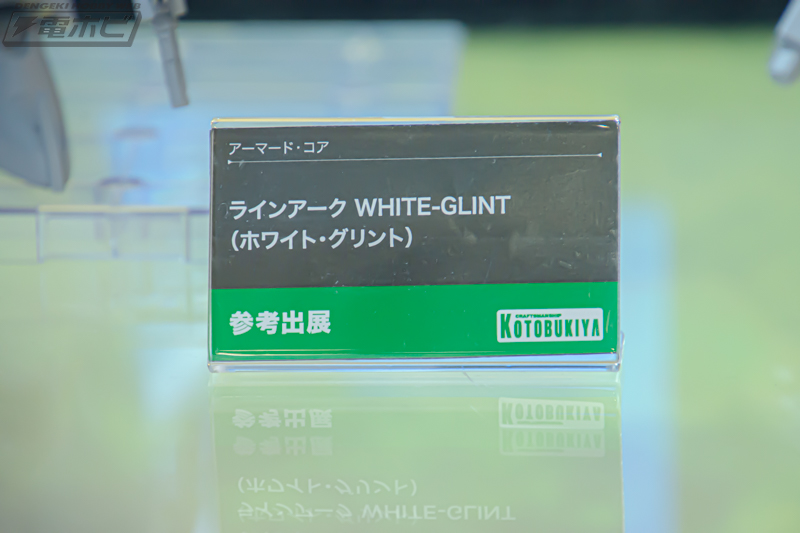 電ホビ
アーマード・コア
ラインアーク WHITE-GLINT
(ホワイト・グリント)
参考出展
CRAFTSMANSHIP
KOTOBUKIYA